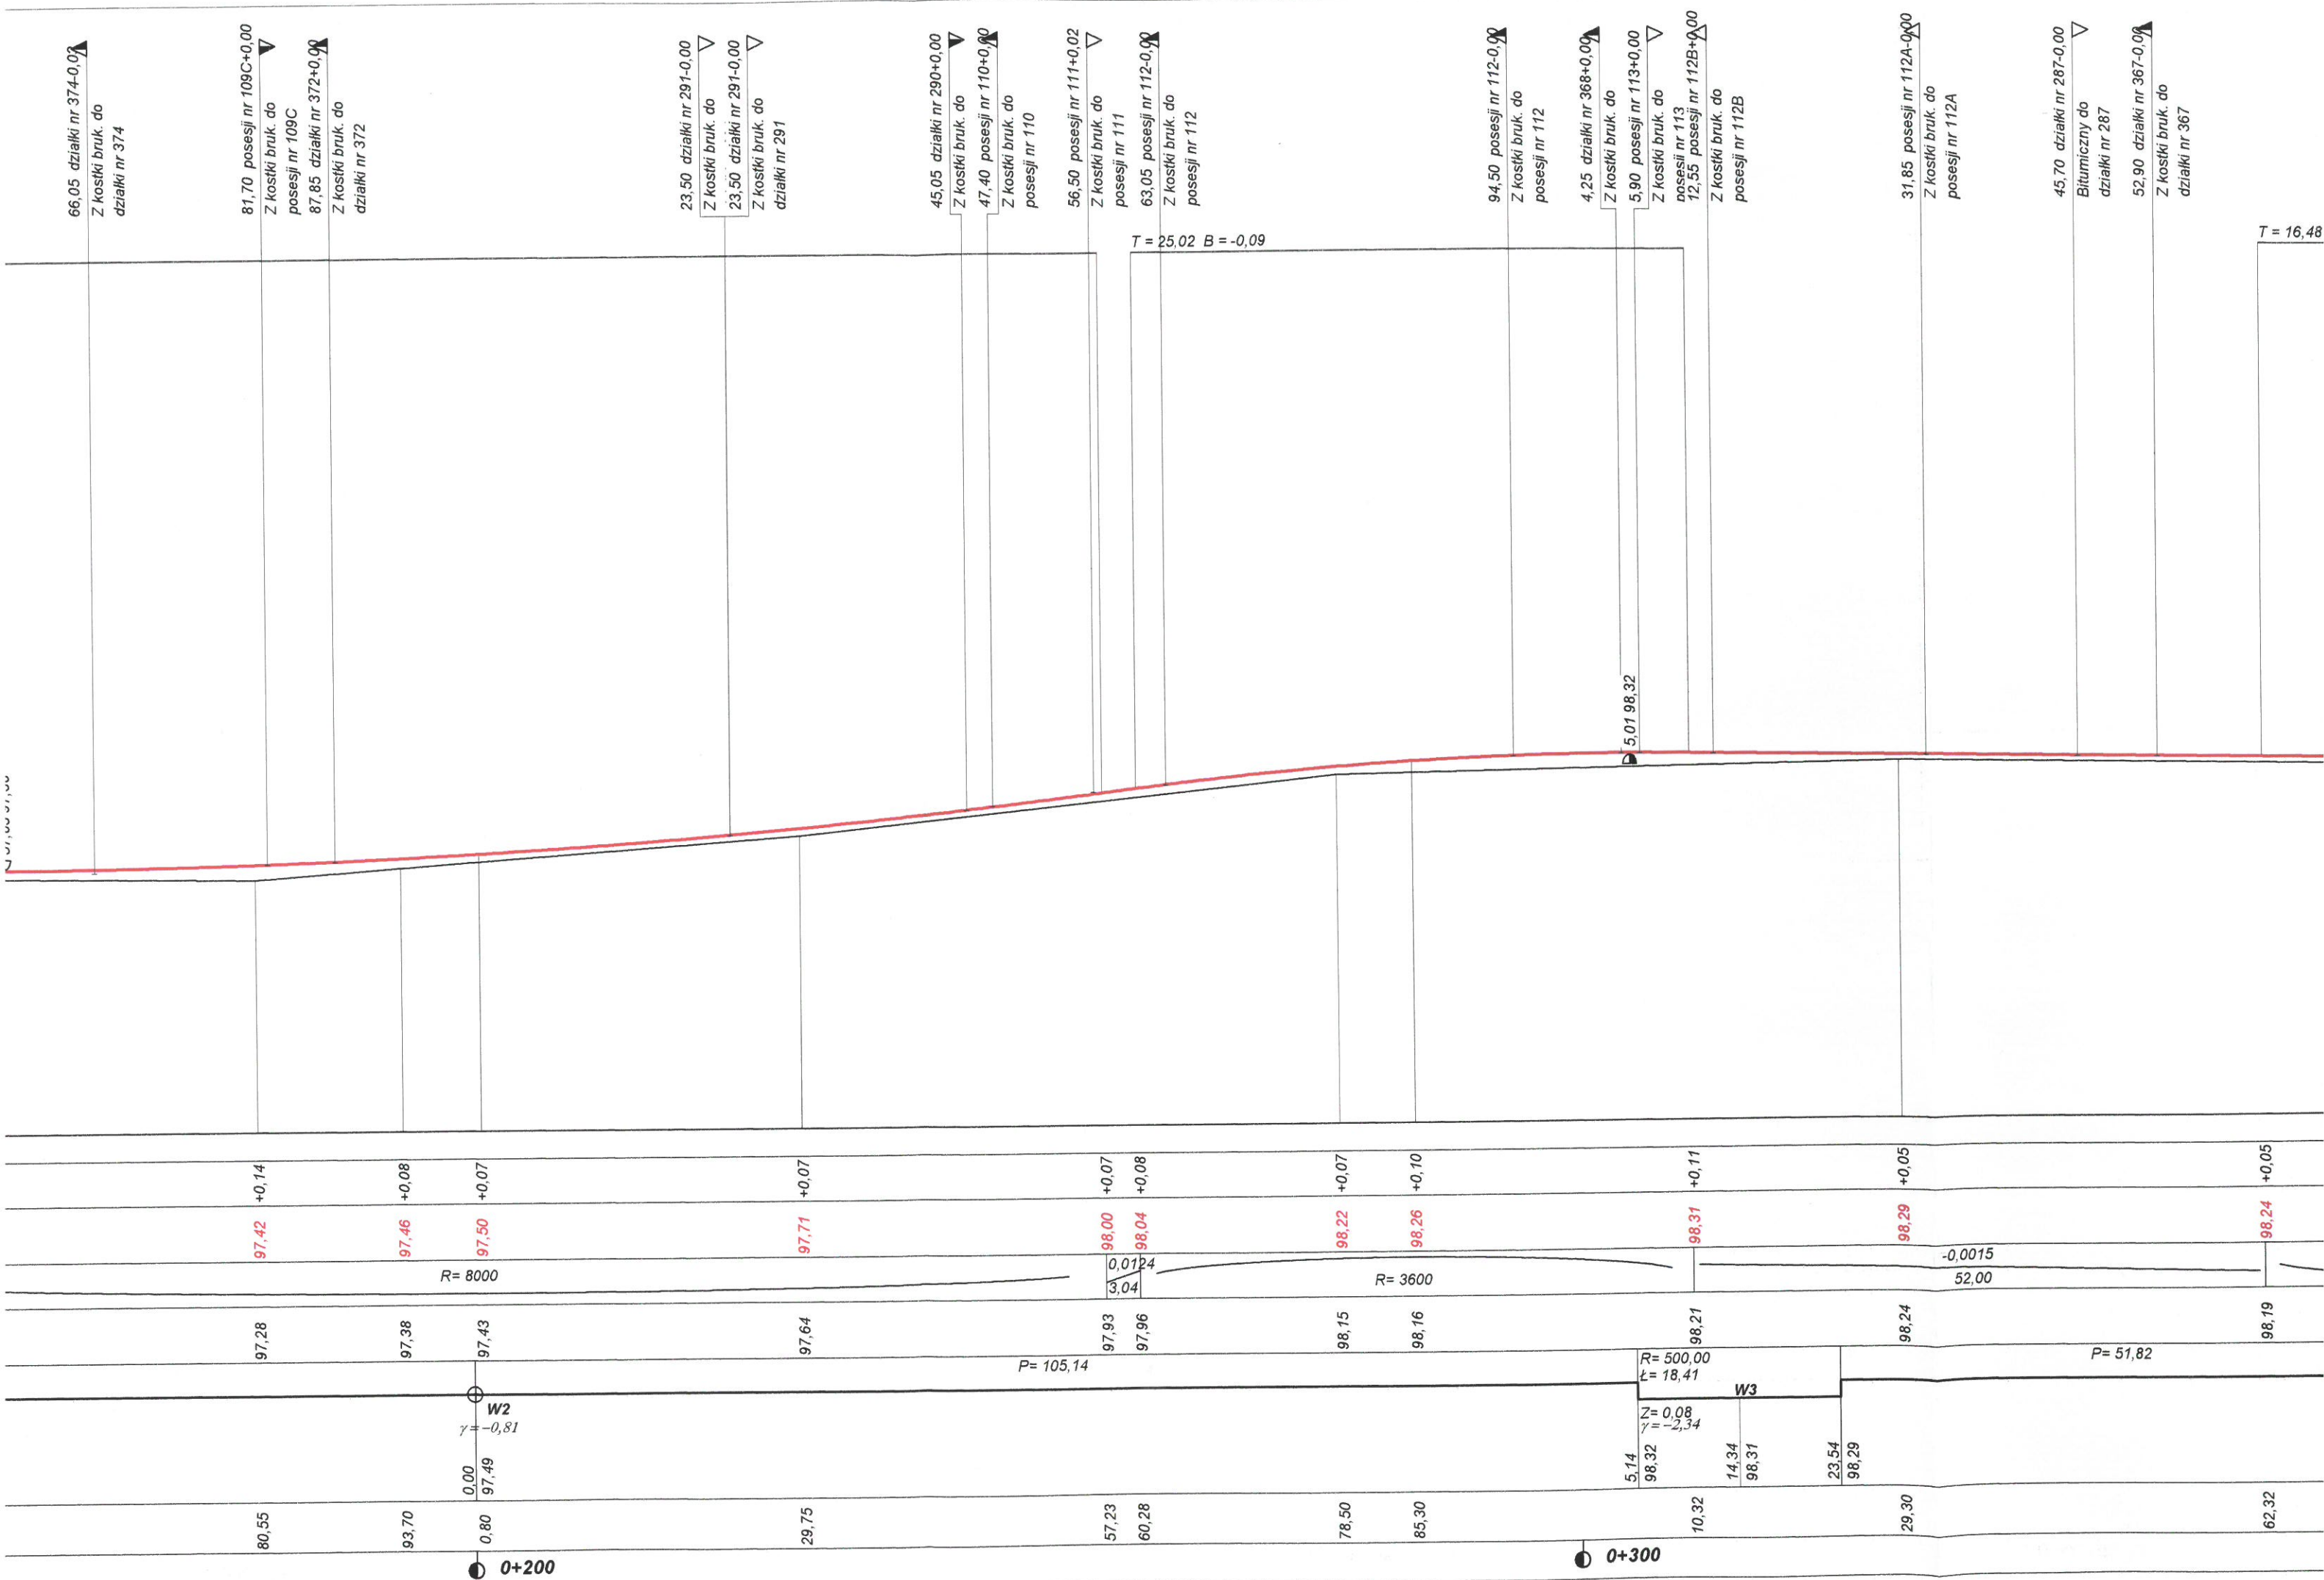 66,05 działki nr 374-0,02
Z kostki bruk. do
działki nr 374
81,70 posesji nr 109C+0,00
Z kostki bruk. do
posesji nr 109C
87,85 działki nr 372+0,00
Z kostki bruk. do
działki nr 372
23,50 działki nr 291-0,00
Z kostki bruk. do
23,50 działki nr 291-0,00
Z kostki bruk. do
działki nr 291
45,05 działki nr 290+0,00
Z kostki bruk. do
47,40 posesji nr 110+0,00
Z kostki bruk. do
posesji nr 110
56,50 posesji nr 111+0,02
Z kostki bruk. do
posesji nr 111
63,05 posesji nr 112-0,00
Z kostki bruk. do
posesji nr 112
94,50 posesji nr 112-0,00
Z kostki bruk. do
posesji nr 112
4,25 działki nr 368+0,00
Z kostki bruk. do
5,90 posesji nr 113+0,00
Z kostki bruk. do
posesji nr 113
12,55 posesji nr 112B+0,00
Z kostki bruk. do
posesji nr 112B
31,85 posesji nr 112A-0,00
Z kostki bruk. do
posesji nr 112A
45,70 działki nr 287-0,00
Bitumiczny do
działki nr 287
52,90 działki nr 367-0,00
Z kostki bruk. do
działki nr 367
T = 25,02 B = -0,09
T = 16,48
5,01 98,32
+0,14
+0,08
+0,07
+0,07
+0,07
+0,08
+0,07
+0,10
+0,11
+0,05
+0,05
97,42
97,46
97,50
97,71
98,00
98,04
98,22
98,26
98,31
98,29
98,24
R= 8000
0,0124
3,04
R= 3600
-0,0015
52,00
97,28
97,38
97,43
97,64
97,93
97,96
98,15
98,16
98,21
98,24
98,19
P= 105,14
R= 500,00
Ł= 18,41
P= 51,82
W2
γ = -0,81
W3
Z= 0,08
γ = -2,34
0,00
97,49
5,14
98,32
14,34
98,31
23,54
98,29
80,55
93,70
0,80
29,75
57,23
60,28
78,50
85,30
10,32
29,30
62,32
0+200
0+300